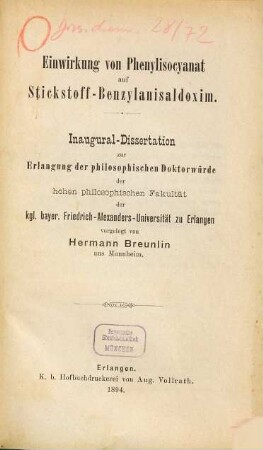 Einwirkung von Phenylisocyanat
auf
Stickstoff-Benzylanisaldoxim.
Inaugural-Dissertation
zur
Erlangung der philosophischen Doktorwürde
der
hohen philosophischen Fakultät
der
kgl. bayer. Friedrich-Alexanders-Universität zu Erlangen
vorgelegt von
Hermann Breunlin
aus Mannheim.
MÜNCHEN
Erlangen.
K. b. Hofbuchdruckerei von Aug. Vollrath.
1894.